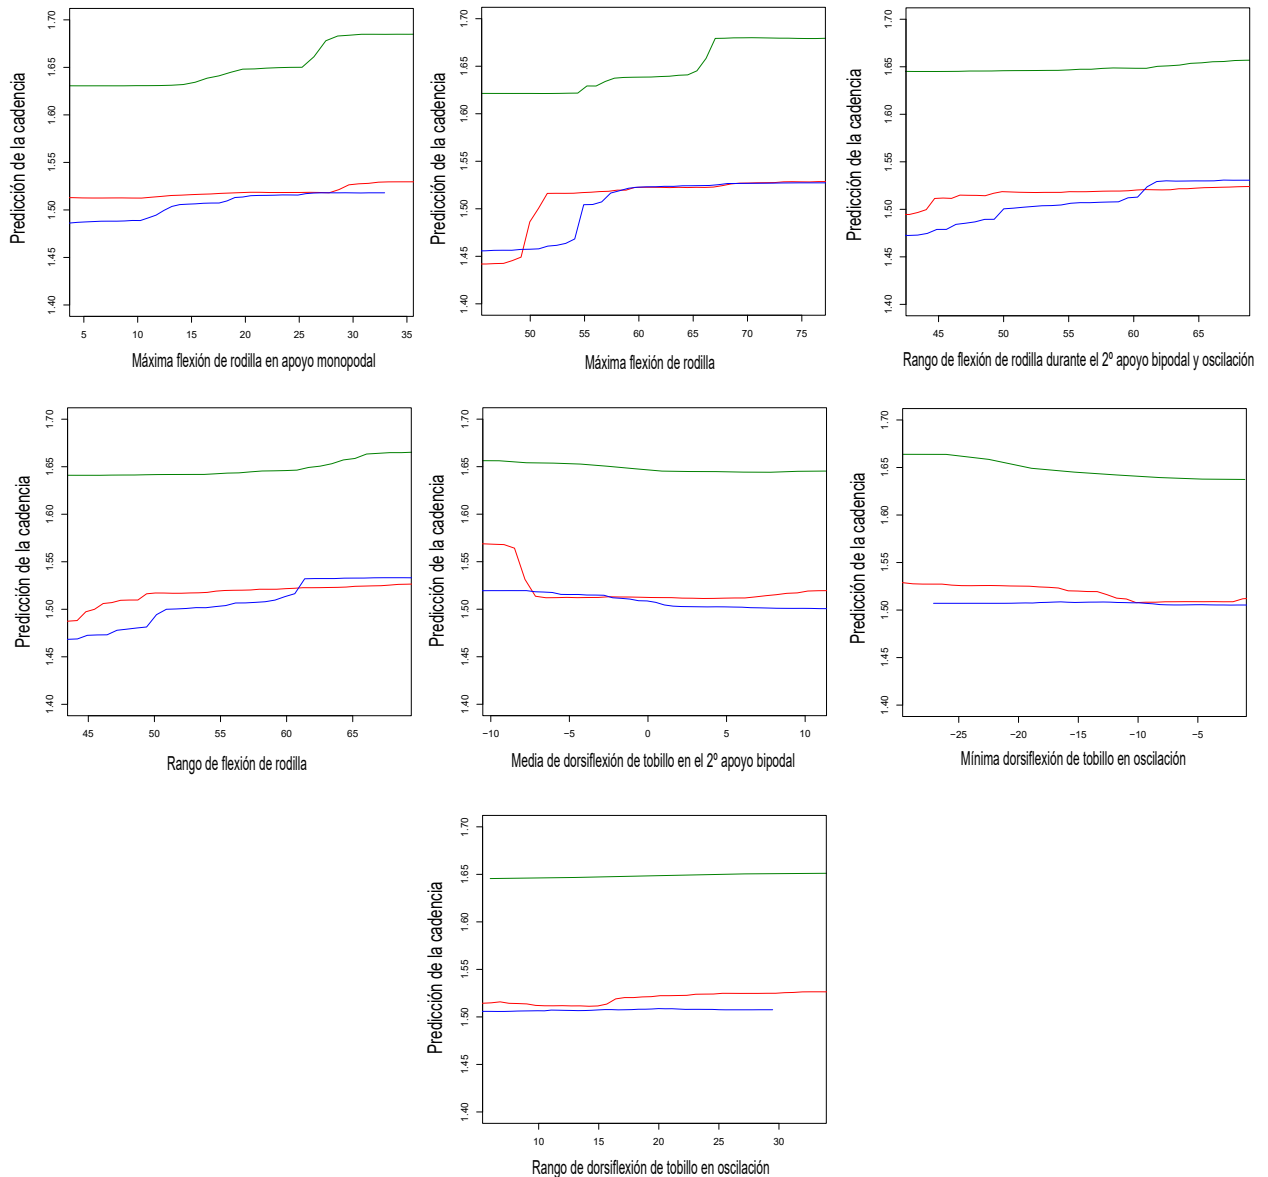 Predicción de la cadencia
1.40 1.45 1.50 1.55 1.60 1.65 1.70
5 10 15 20 25 30 35
Máxima flexión de rodilla en apoyo monopodal
Predicción de la cadencia
1.40 1.45 1.50 1.55 1.60 1.65 1.70
50 55 60 65 70 75
Máxima flexión de rodilla
Predicción de la cadencia
1.40 1.45 1.50 1.55 1.60 1.65 1.70
45 50 55 60 65
Rango de flexión de rodilla durante el 2º apoyo bipodal y oscilación
Predicción de la cadencia
1.40 1.45 1.50 1.55 1.60 1.65 1.70
45 50 55 60 65
Rango de flexión de rodilla
Predicción de la cadencia
1.40 1.45 1.50 1.55 1.60 1.65 1.70
−10 −5 0 5 10
Media de dorsiflexión de tobillo en el 2º apoyo bipodal
Predicción de la cadencia
1.40 1.45 1.50 1.55 1.60 1.65 1.70
−25 −20 −15 −10 −5
Mínima dorsiflexión de tobillo en oscilación
Predicción de la cadencia
1.40 1.45 1.50 1.55 1.60 1.65 1.70
10 15 20 25 30
Rango de dorsiflexión de tobillo en oscilación